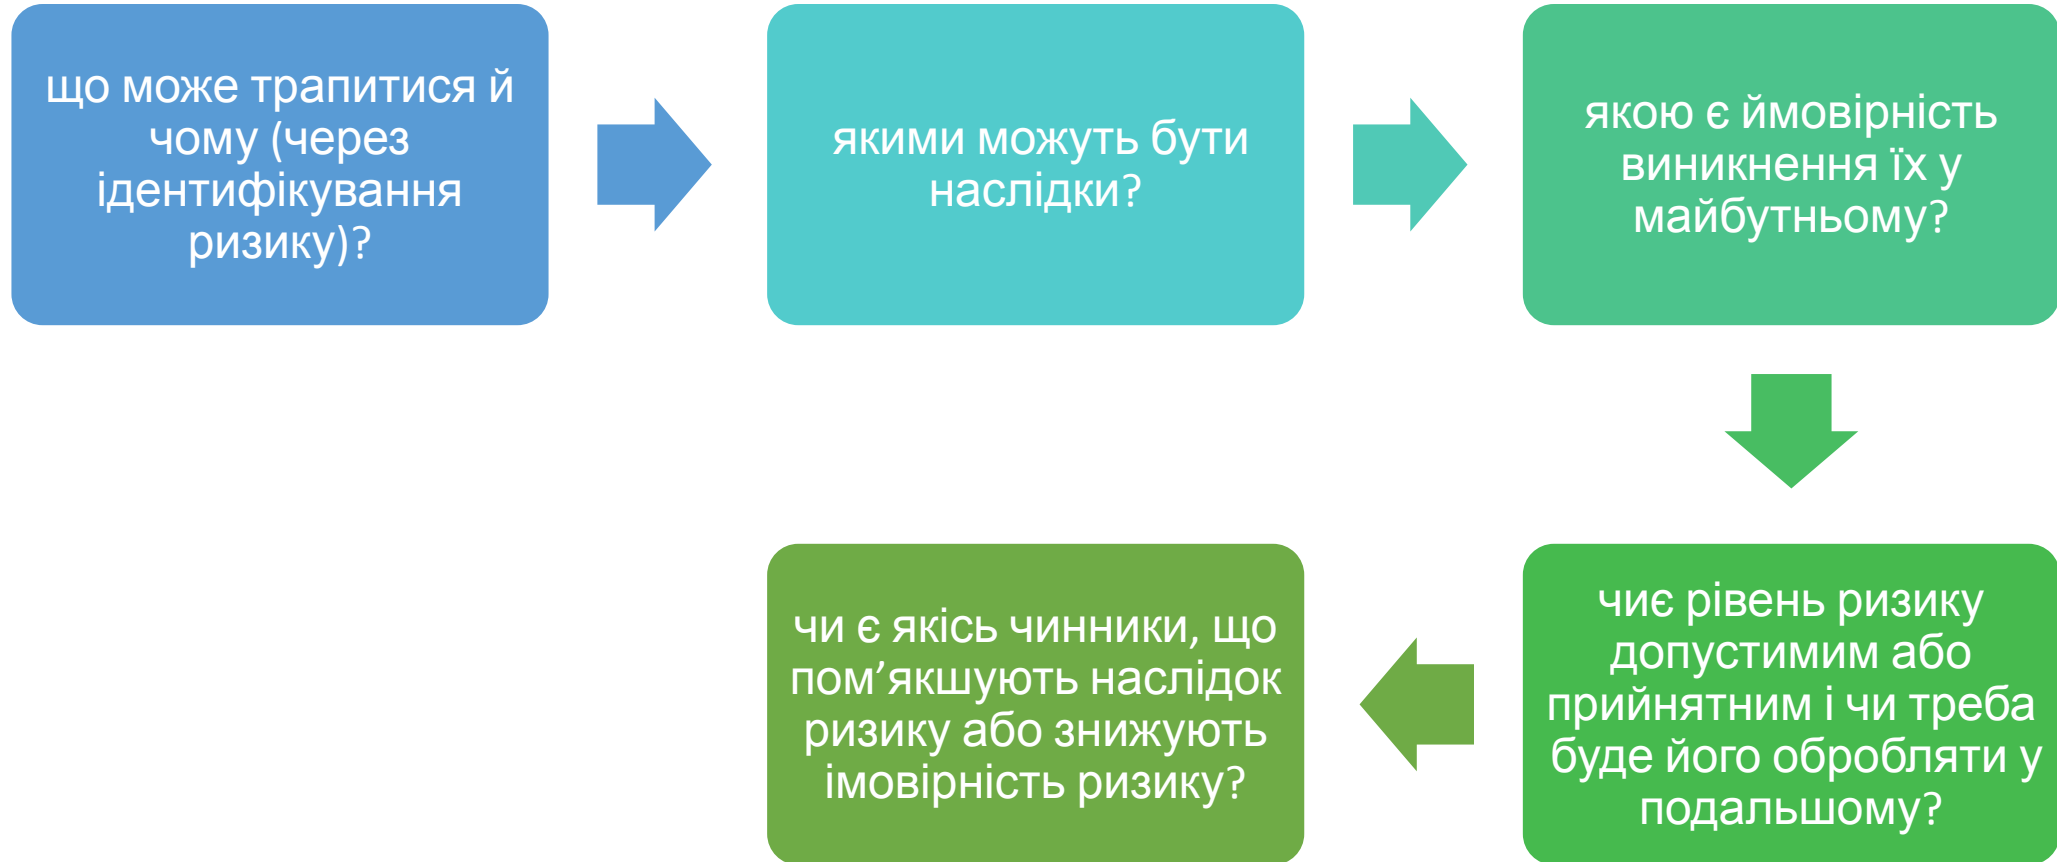 що може трапитися й
чому (через
ідентифікування
ризику)?
якими можуть бути
наслідки?
якою є ймовірність
виникнення їх у
майбутньому?
чиє рівень ризику
допустимим або
прийнятним і чи треба
буде його обробляти у
подальшому?
чи є якісь чинники, що
пом’якшують наслідок
ризику або знижують
імовірність ризику?